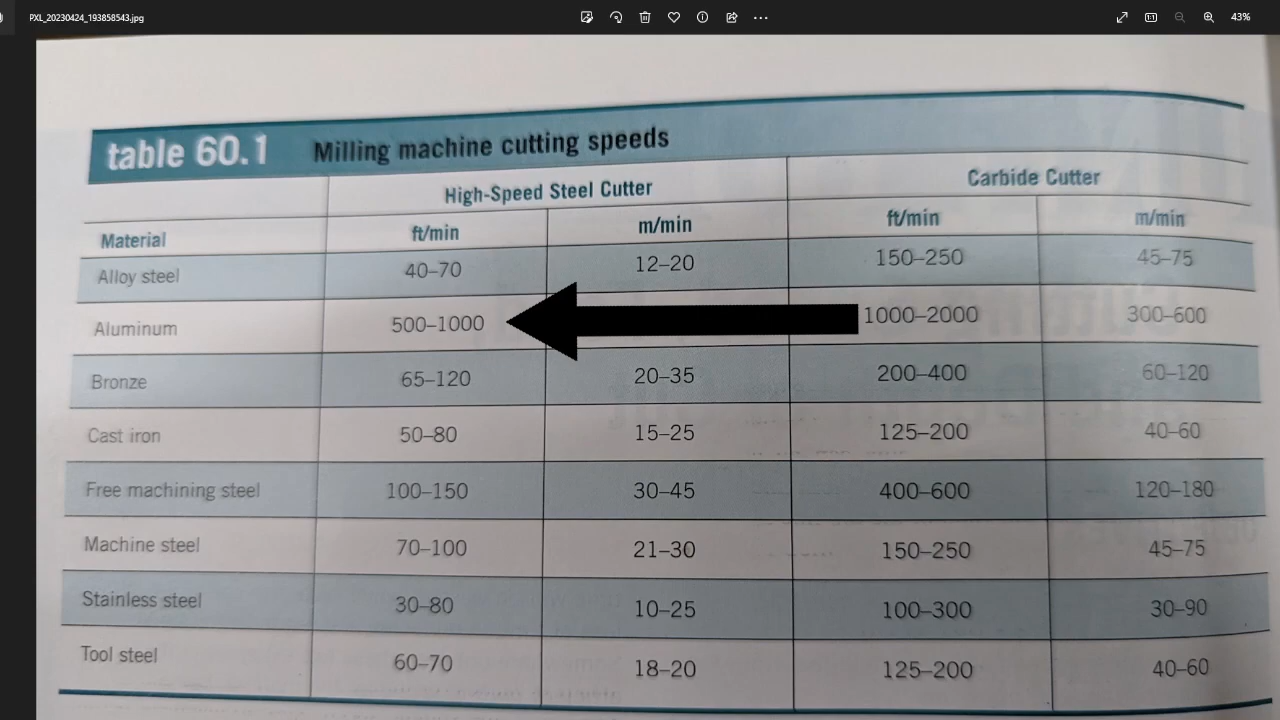 PXL_20230424_193858543.jpg
43%
table 60.1 Milling machine cutting speeds
High-Speed Steel Cutter Carbide Cutter
Material ft/min m/min ft/min m/min
Alloy steel 40–70 12–20 150–250 45–75
Aluminum 500–1000 1000–2000 300–600
Bronze 65–120 20–35 200–400 60–120
Cast iron 50–80 15–25 125–200 40–60
Free machining steel 100–150 30–45 400–600 120–180
Machine steel 70–100 21–30 150–250 45–75
Stainless steel 30–80 10–25 100–300 30–90
Tool steel 60–70 18–20 125–200 40–60